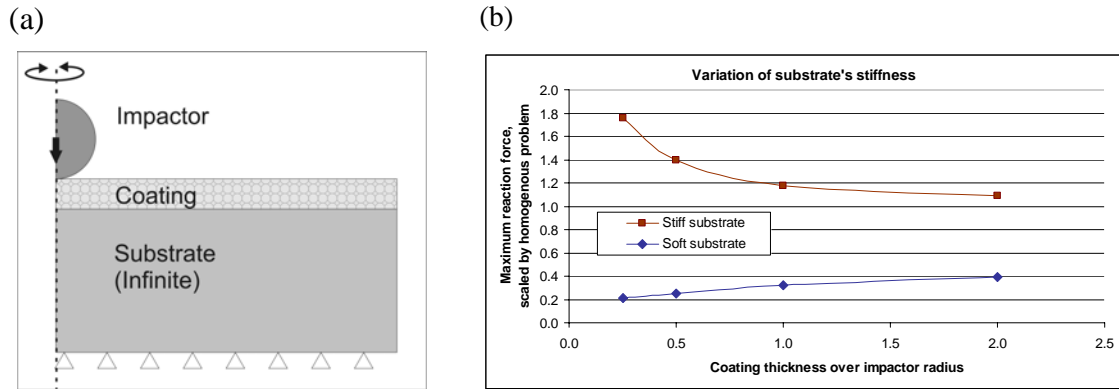 (a)
Impactor
Coating
Substrate
(Infinite)
(b)
Variation of substrate's stiffness
Maximum reaction force,
scaled by homogenous problem
2.0
1.8
1.6
1.4
1.2
1.0
0.8
0.6
0.4
0.2
0.0
Stiff substrate
Soft substrate
0.0 0.5 1.0 1.5 2.0 2.5
Coating thickness over impactor radius